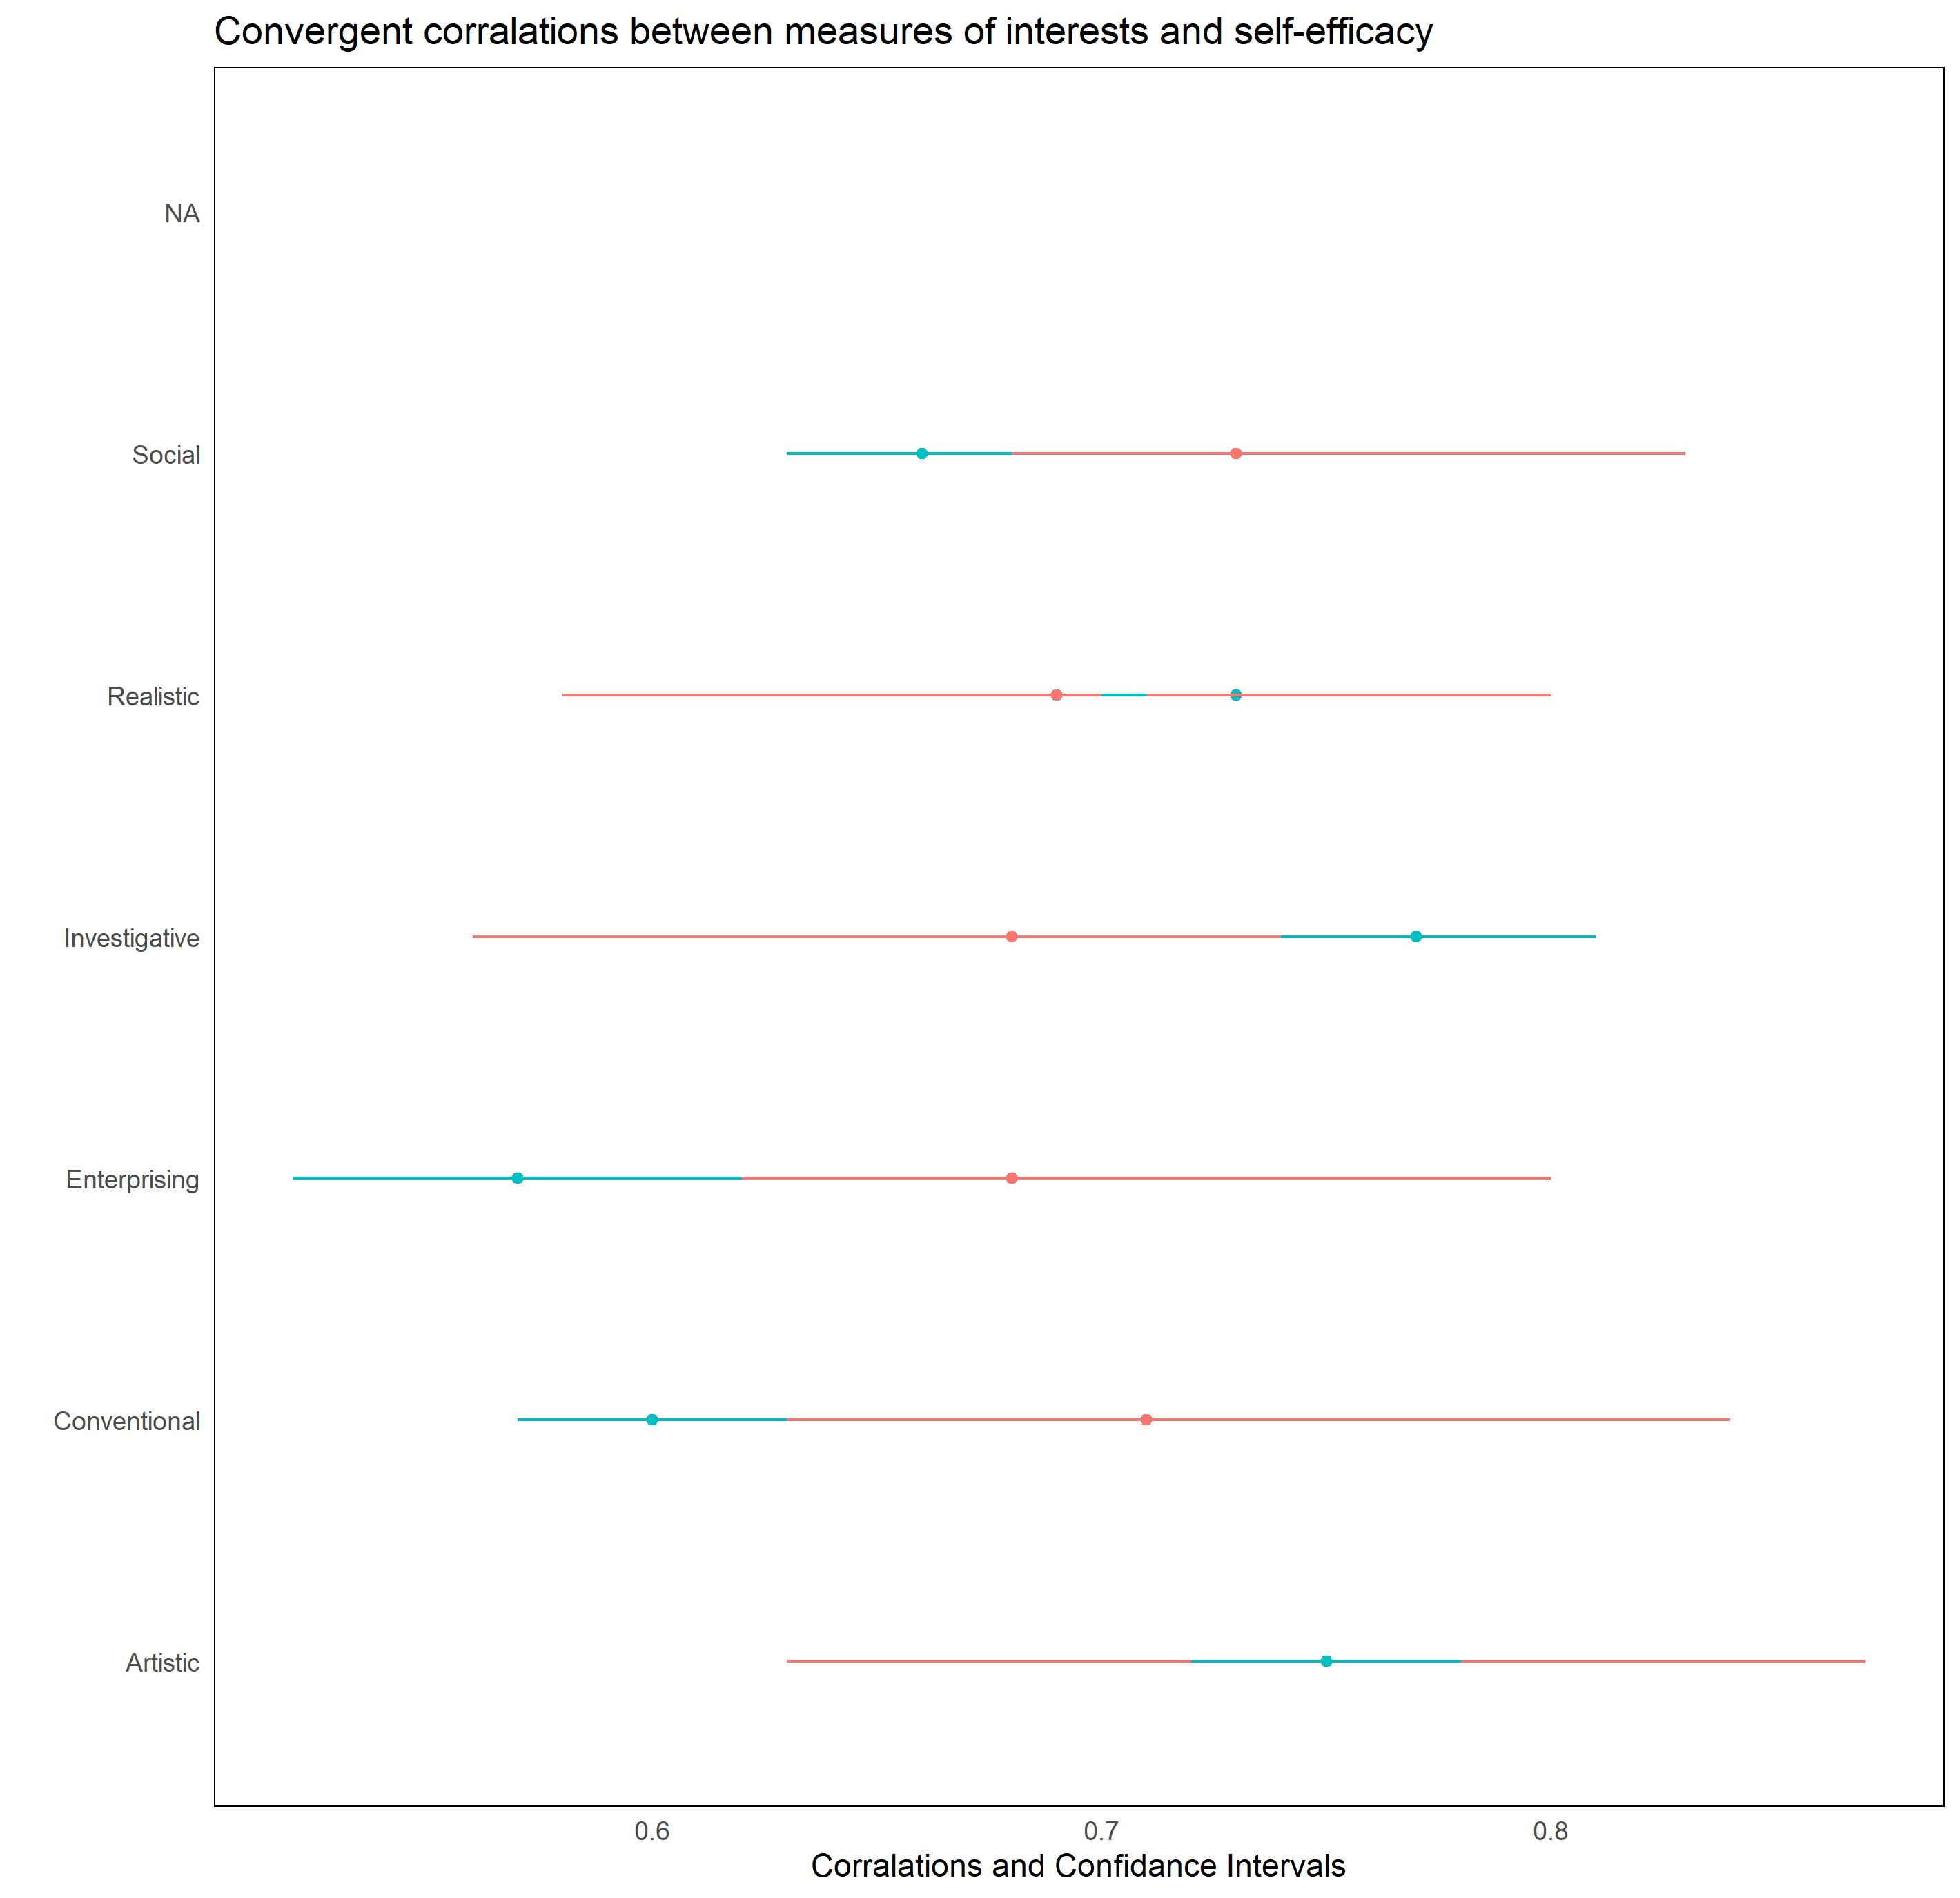 Convergent corralations between measures of interests and self-efficacy
NA
Social
Realistic
Investigative
Enterprising
Conventional
Artistic
0.6 0.7 0.8
Corralations and Confidance Intervals